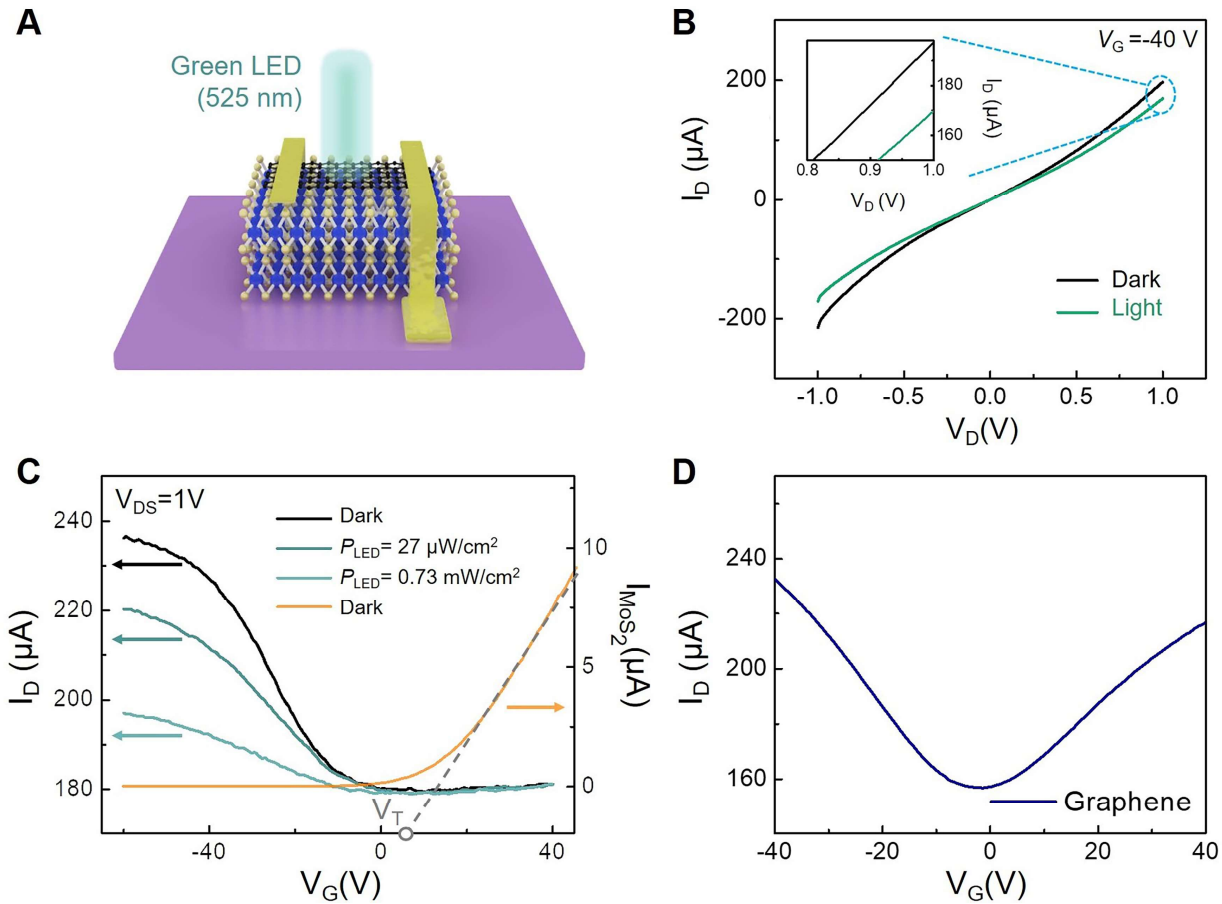 A
Green LED
(525 nm)
B
V_G =-40 V
200
0
-200
I_D (µA)
-1.0 -0.5 0.0 0.5 1.0
V_D(V)
180
160
I_D (µA)
0.8 0.9 1.0
V_D (V)
Dark
Light
C
V_DS=1V
Dark
P_LED= 27 µW/cm²
P_LED= 0.73 mW/cm²
Dark
240
220
200
180
I_D (µA)
10
5
0
I_MoS₂(µA)
V_T
-40 0 40
V_G(V)
D
240
200
160
I_D (µA)
Graphene
-40 -20 0 20 40
V_G(V)